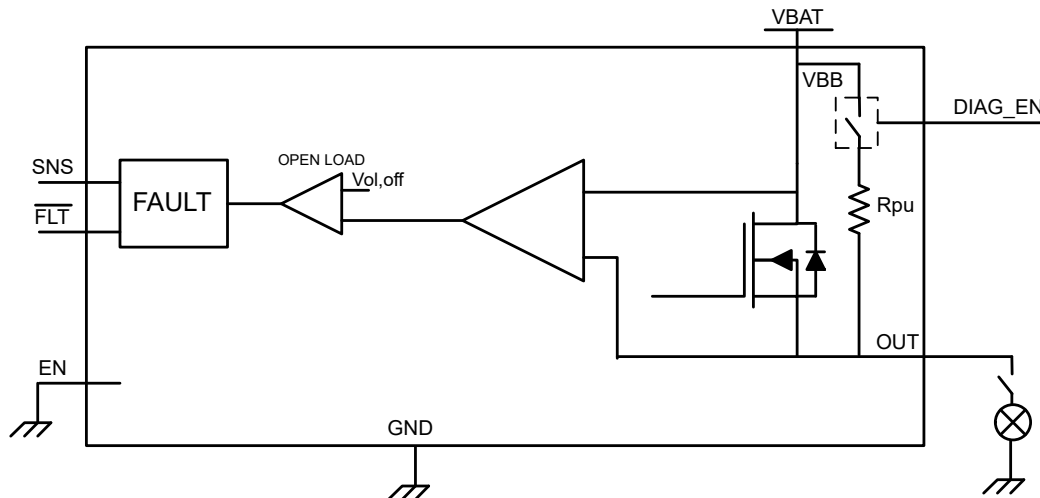 VBAT
VBB
DIAG_EN
OPEN LOAD
Vol,off
SNS
FAULT
FLT
Rpu
OUT
EN
GND